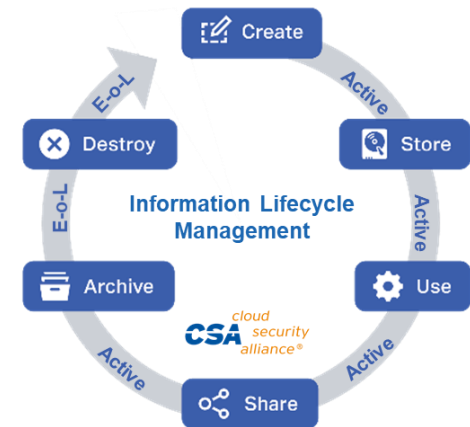 Create
Active
Store
Active
Use
Active
Share
Active
Archive
E-o-L
Destroy
E-o-L
Information Lifecycle
Management
CSA cloud
security
alliance®